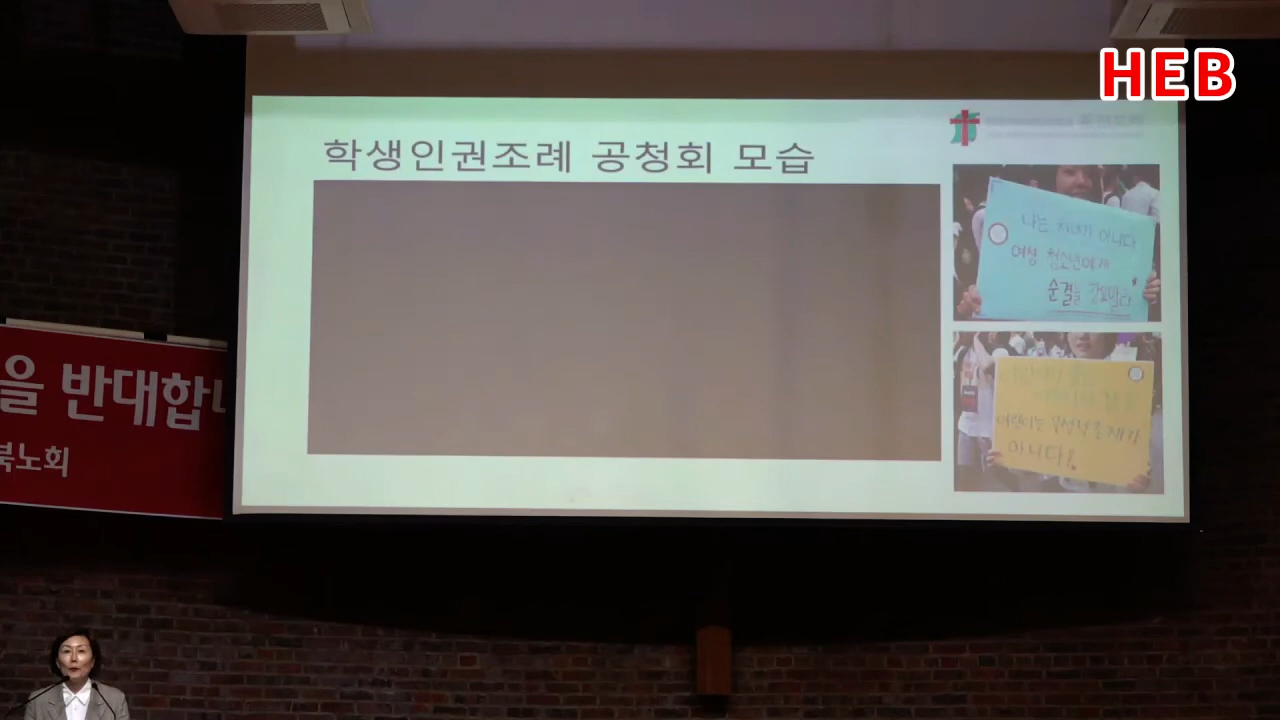 HEB
학생인권조례 공청회 모습
나는 처녀가 아니다
여성 청소년에게
순결을 강요말라
어린이는 무성적 존재가
아니다!
을 반대합니
북노회